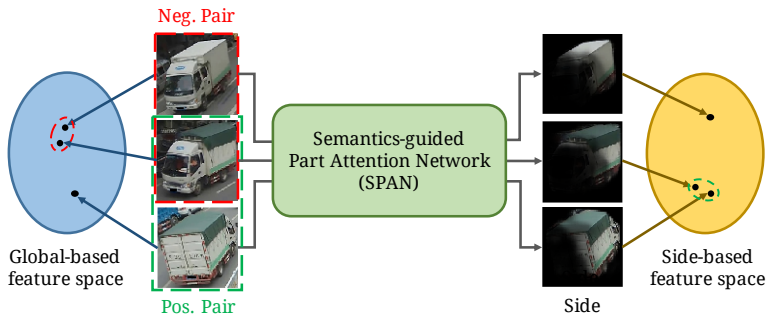 Neg. Pair
Semantics-guided
Part Attention Network
(SPAN)
Global-based
feature space
Side-based
feature space
Pos. Pair
Side